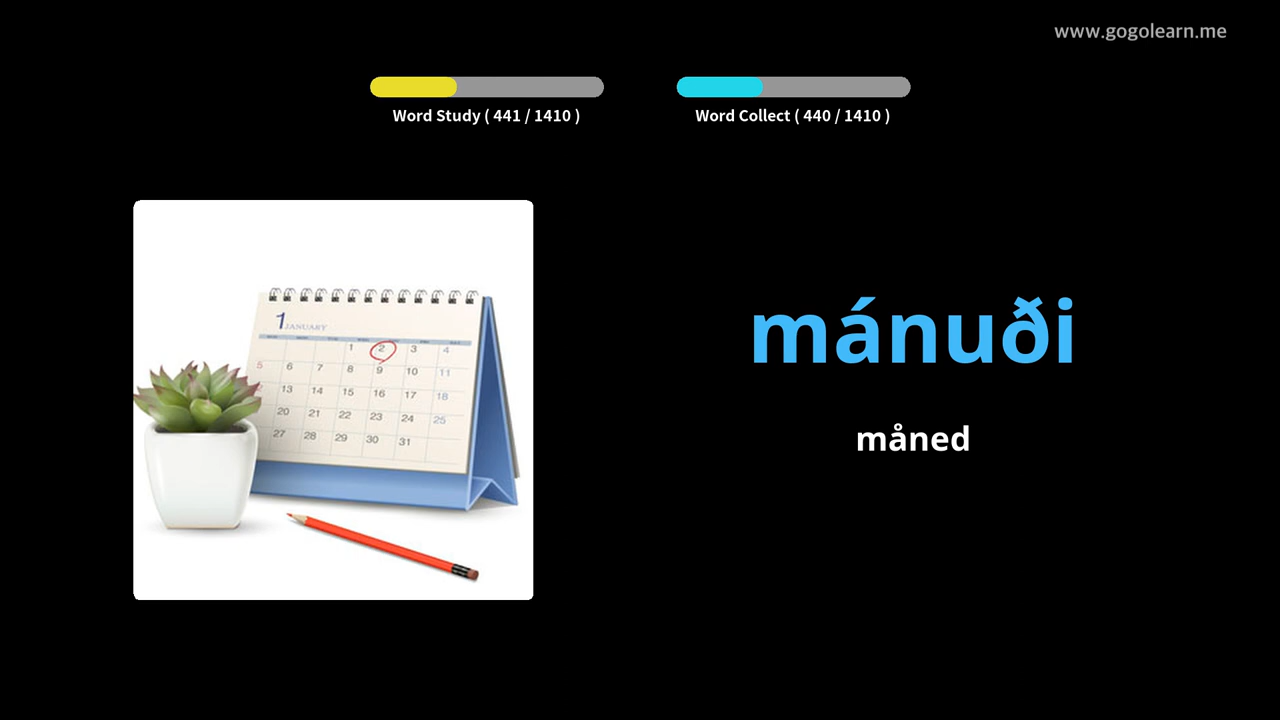 www.gogolearn.me
Word Study ( 441 / 1410 )
Word Collect ( 440 / 1410 )
1 JANUARY
1 2 3 4
5 6 7 8 9 10 11
13 14 15 16 17 18
20 21 22 23 24 25
27 28 29 30 31
mánuði
måned